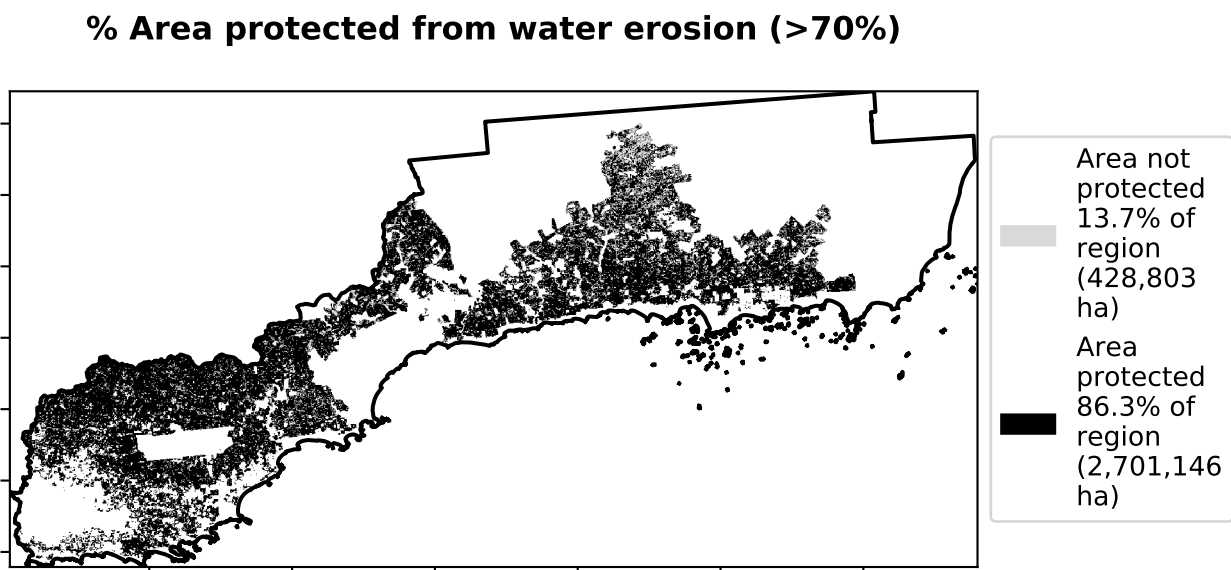 % Area protected from water erosion (>70%)
Area not
protected
13.7% of
region
(428,803
ha)
Area
protected
86.3% of
region
(2,701,146
ha)